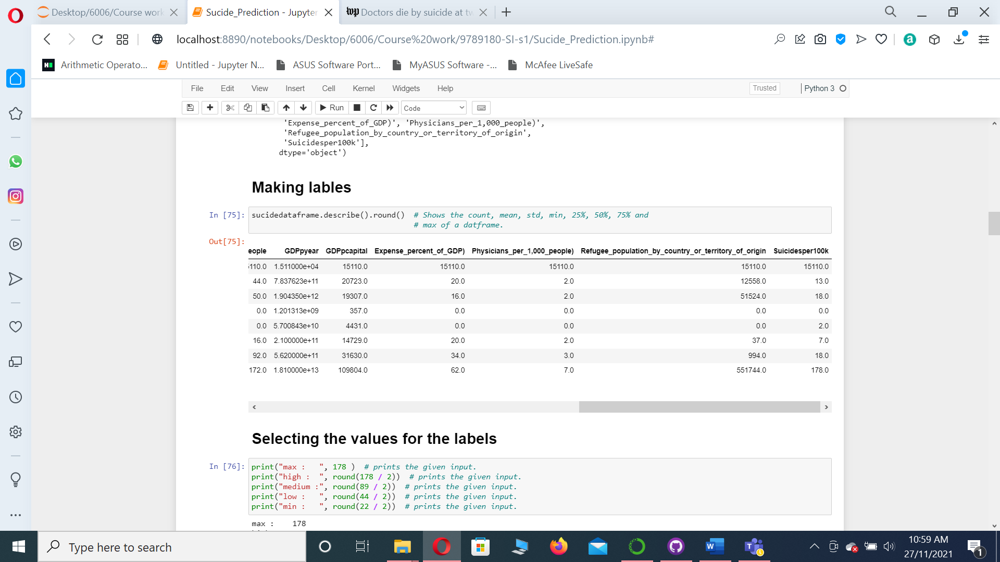 Desktop/6006/Course work
Sucide_Prediction - Jupyter
wp Doctors die by suicide at tw
localhost:8890/notebooks/Desktop/6006/Course%20work/9789180-SI-s1/Sucide_Prediction.ipynb#
a
Arithmetic Operato...
Untitled - Jupyter N...
ASUS Software Port...
MyASUS Software -...
McAfee LiveSafe
File Edit View Insert Cell Kernel Widgets Help
Trusted
Python 3
Run
Code
'Expense_percent_of_GDP)', 'Physicians_per_1,000_people)',
'Refugee_population_by_country_or_territory_of_origin',
'Suicidesper100k'],
dtype='object')
Making lables
In [75]: sucidedataframe.describe().round() # Shows the count, mean, std, min, 25%, 50%, 75% and
# max of a datframe.
Out[75]:
eople GDPpyear GDPpcapital Expense_percent_of_GDP) Physicians_per_1,000_people) Refugee_population_by_country_or_territory_of_origin Suicidesper100k
5110.0 1.511000e+04 15110.0 15110.0 15110.0 15110.0 15110.0
44.0 7.837623e+11 20723.0 20.0 2.0 12558.0 13.0
50.0 1.904350e+12 19307.0 16.0 2.0 51524.0 18.0
0.0 1.201313e+09 357.0 0.0 0.0 0.0 0.0
0.0 5.700843e+10 4431.0 0.0 0.0 0.0 2.0
16.0 2.100000e+11 14729.0 20.0 2.0 37.0 7.0
92.0 5.620000e+11 31630.0 34.0 3.0 994.0 18.0
172.0 1.810000e+13 109804.0 62.0 7.0 551744.0 178.0
Selecting the values for the labels
In [76]: print("max :   ", 178 )  # prints the given input.
print("high :  ", round(178 / 2))  # prints the given input.
print("medium :", round(89 / 2))  # prints the given input.
print("low :   ", round(44 / 2))  # prints the given input.
print("min :   ", round(22 / 2))  # prints the given input.
max :    178
Type here to search
10:59 AM
27/11/2021
1